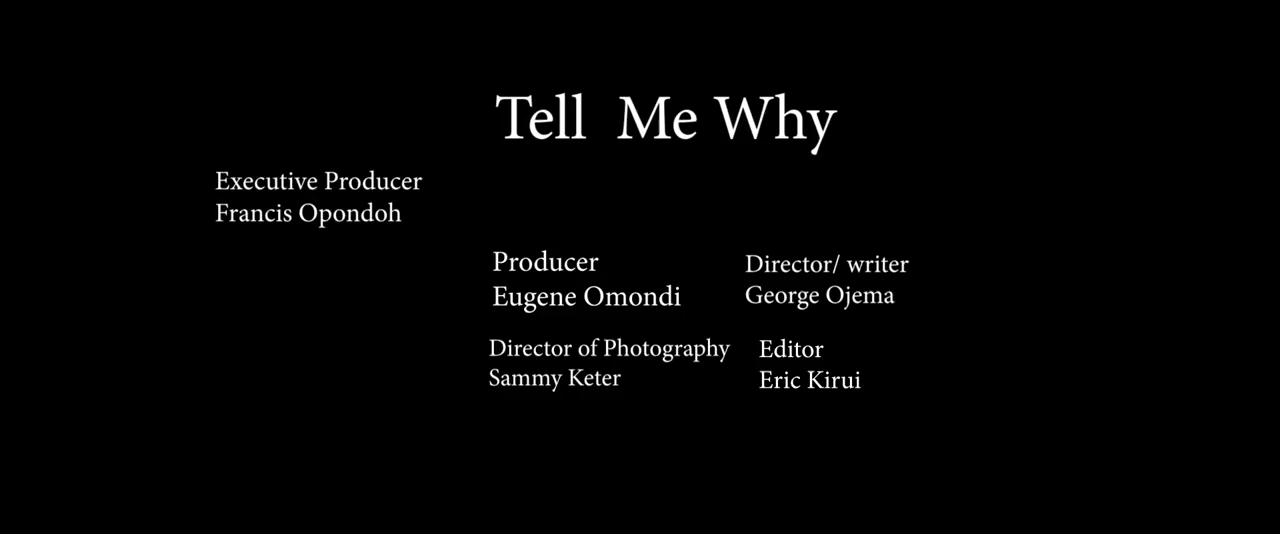 Tell Me Why
Executive Producer
Francis Opondoh
Producer
Eugene Omondi
Director/ writer
George Ojema
Director of Photography
Sammy Keter
Editor
Eric Kirui